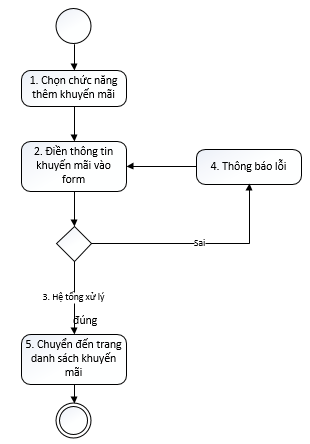 1. Chọn chức năng
thêm khuyến mãi
2. Điền thông tin
khuyến mãi vào
form
4. Thông báo lỗi
Sai
3. Hệ tống xử lý
đúng
5. Chuyển đến trang
danh sách khuyến
mãi